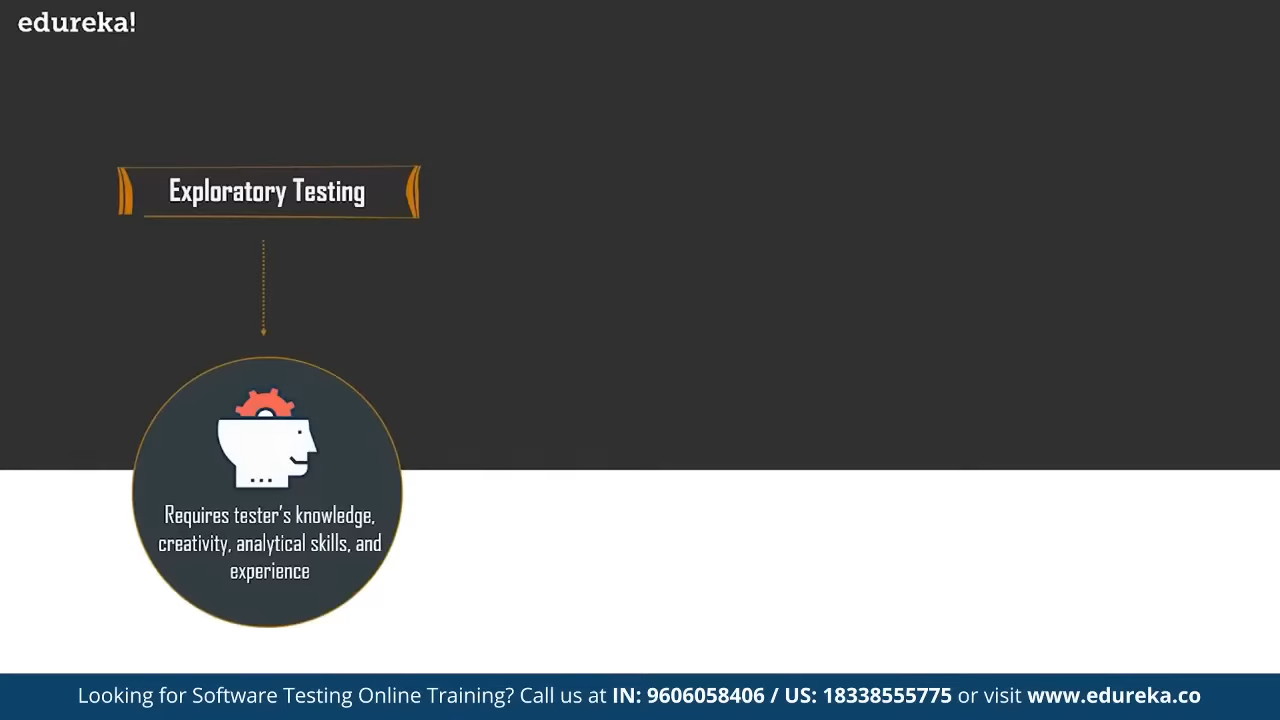 edureka!
Exploratory Testing
Requires tester's knowledge,
creativity, analytical skills, and
experience
Looking for Software Testing Online Training? Call us at IN: 9606058406 / US: 18338555775 or visit www.edureka.co